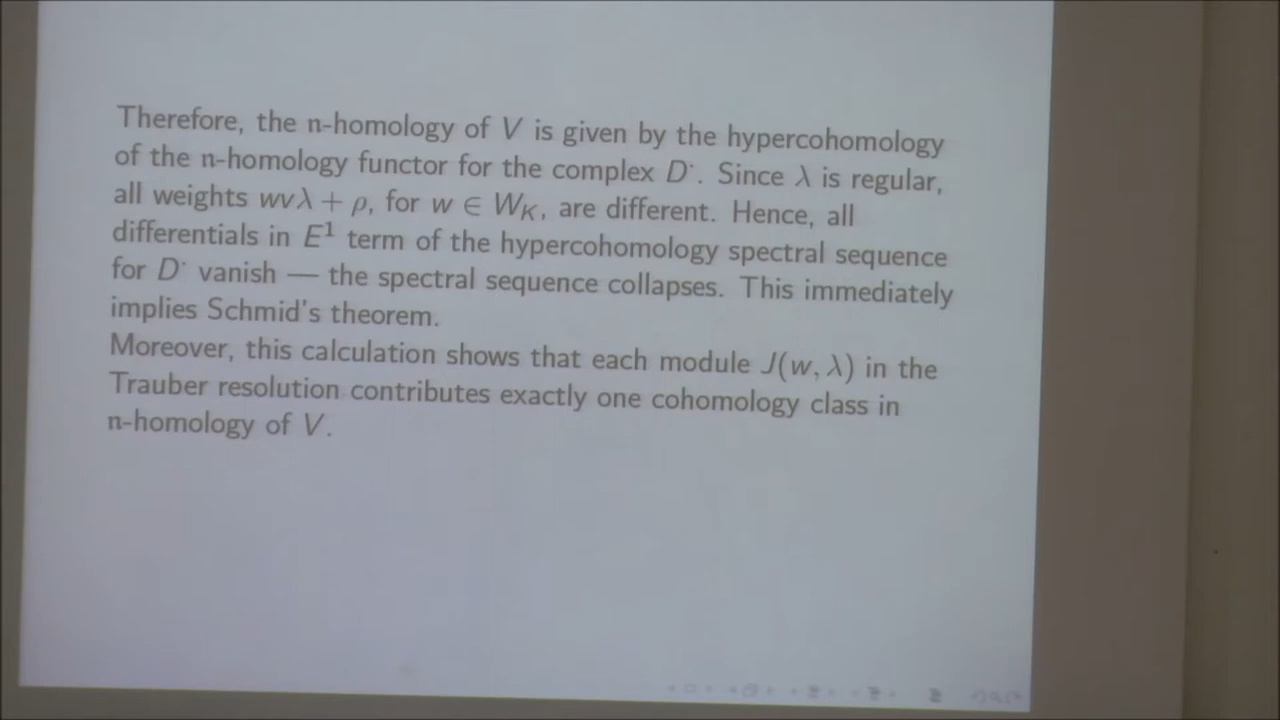 Therefore, the n-homology of V is given by the hypercohomology
of the n-homology functor for the complex D˙. Since λ is regular,
all weights wvλ + ρ, for w ∈ W_K, are different. Hence, all
differentials in E¹ term of the hypercohomology spectral sequence
for D˙ vanish — the spectral sequence collapses. This immediately
implies Schmid's theorem.
Moreover, this calculation shows that each module J(w, λ) in the
Trauber resolution contributes exactly one cohomology class in
n-homology of V.